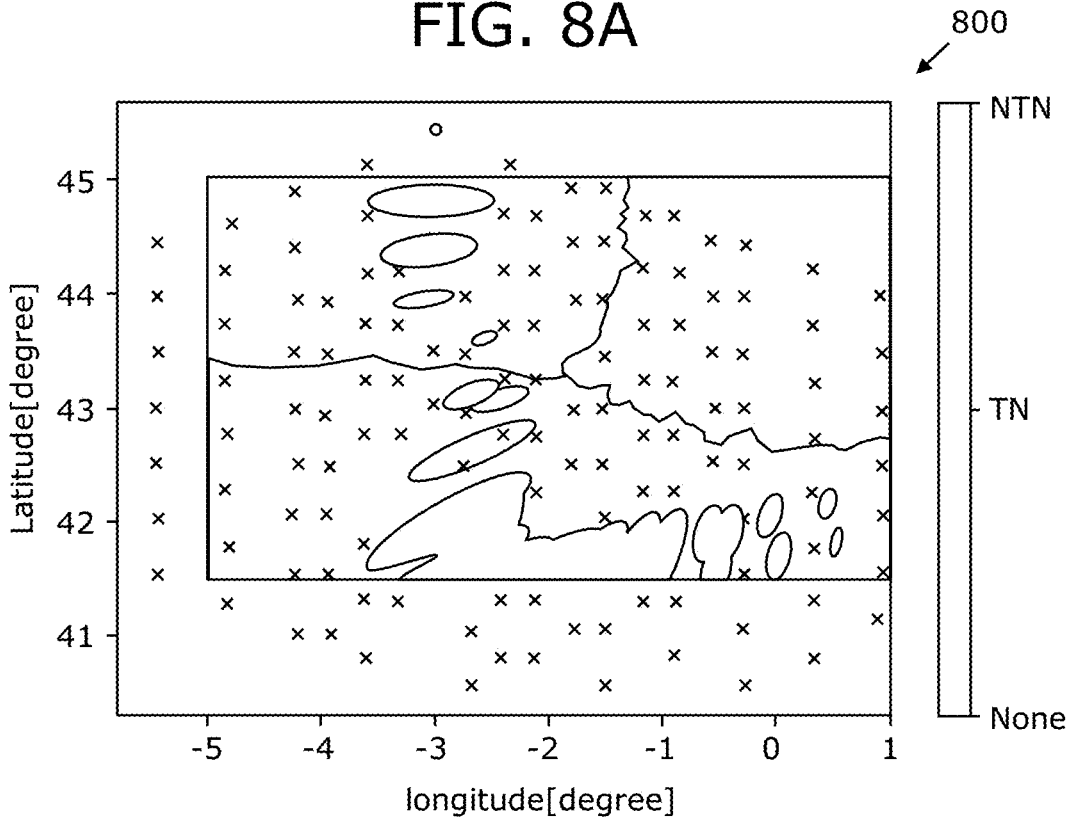 FIG. 8A
800
NTN
TN
None
45
44
43
42
41
Latitude[degree]
-5 -4 -3 -2 -1 0 1
longitude[degree]